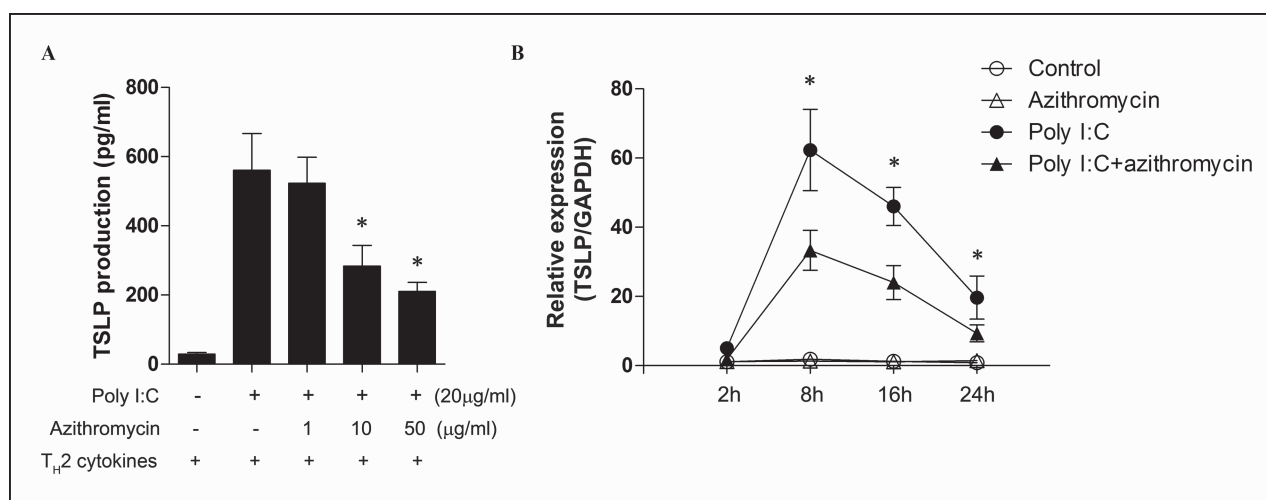 A
TSLP production (pg/ml)
800
600
400
200
0
*
*
Poly I:C - + + + + (20μg/ml)
Azithromycin - - 1 10 50 (μg/ml)
TH2 cytokines + + + + +
B
Relative expression
(TSLP/GAPDH)
80
60
40
20
0
*
*
*
2h 8h 16h 24h
Control
Azithromycin
Poly I:C
Poly I:C+azithromycin